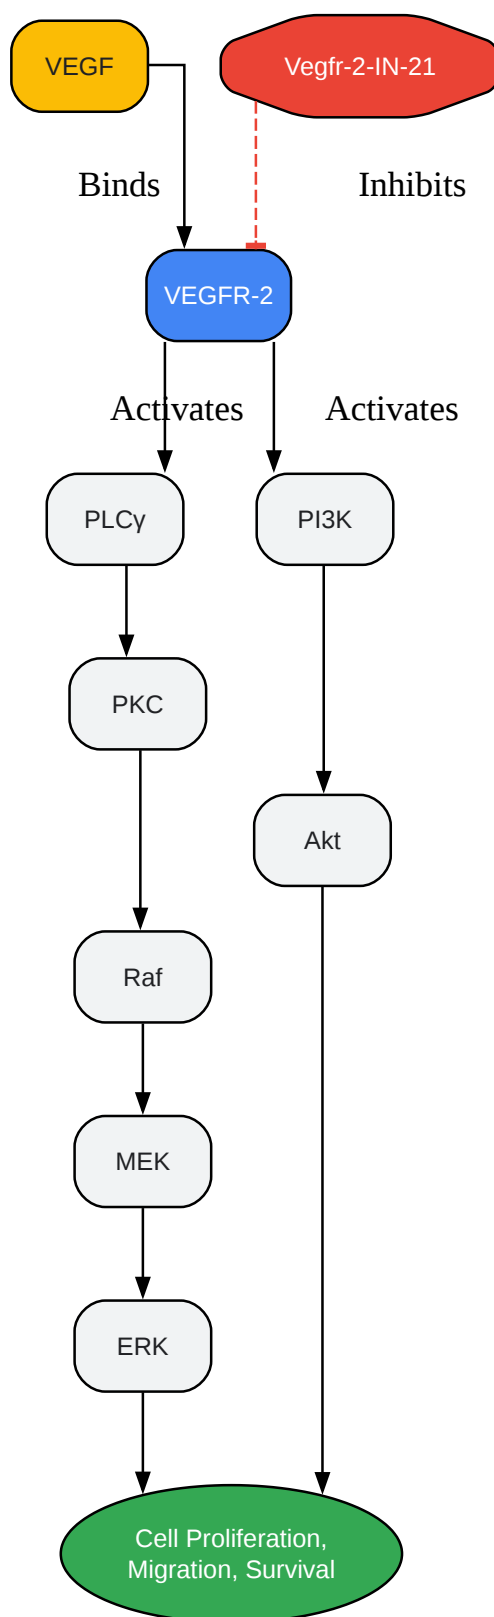 VEGF
Vegfr-2-IN-21
Binds
Inhibits
VEGFR-2
Activates
Activates
PLCγ
PI3K
PKC
Akt
Raf
MEK
ERK
Cell Proliferation,
Migration, Survival